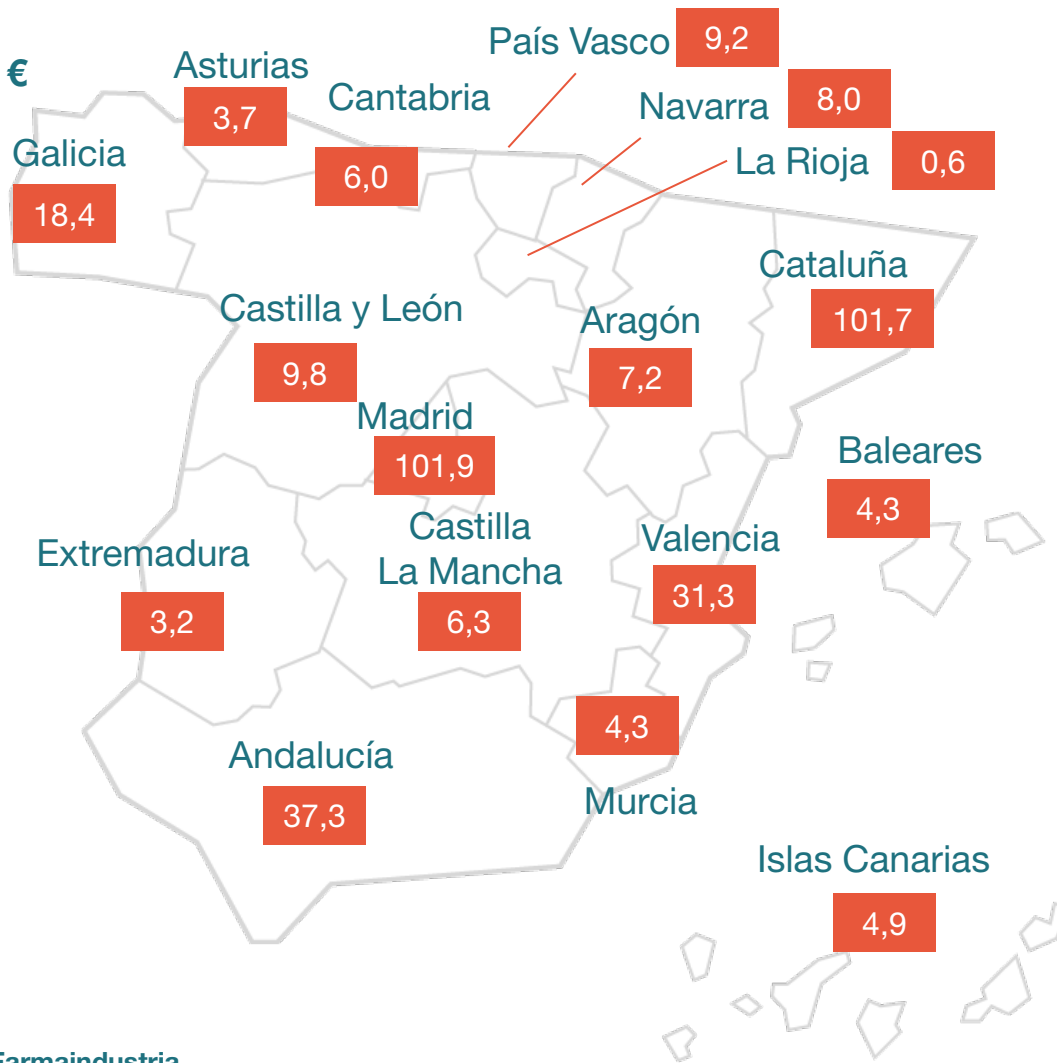 País Vasco 9,2
€
Asturias
3,7
Cantabria
6,0
Navarra 8,0
La Rioja 0,6
Galicia
18,4
Cataluña
101,7
Castilla y León
9,8
Aragón
7,2
Madrid
101,9
Baleares
4,3
Castilla
La Mancha
6,3
Valencia
31,3
Extremadura
3,2
4,3
Murcia
Andalucía
37,3
Islas Canarias
4,9
Farmaindustria